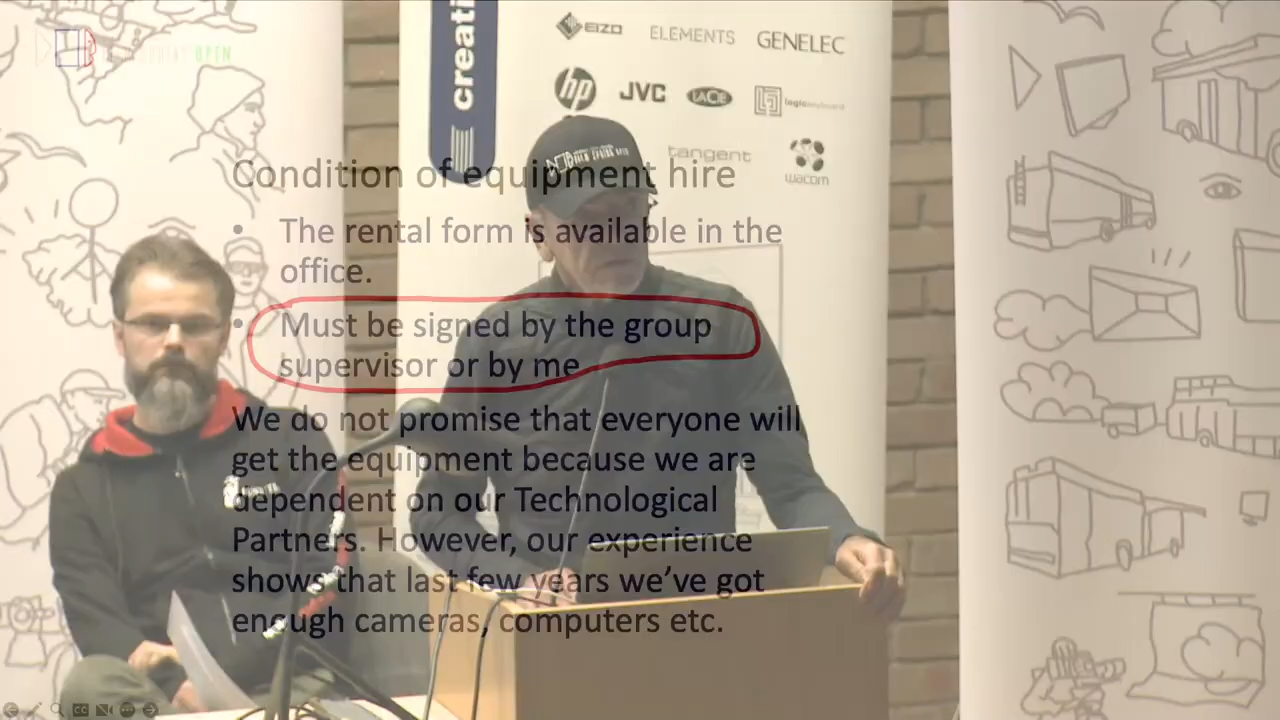 OPEN
creati
EIZO
ELEMENTS
GENELEC
hp
JVC
LACIE
logickeyboard
tangent
wacom
Condition of equipment hire
• The rental form is available in the
office.
• Must be signed by the group
supervisor or by me
We do not promise that everyone will
get the equipment because we are
dependent on our Technological
Partners. However, our experience
shows that last few years we’ve got
enough cameras, computers etc.
CC